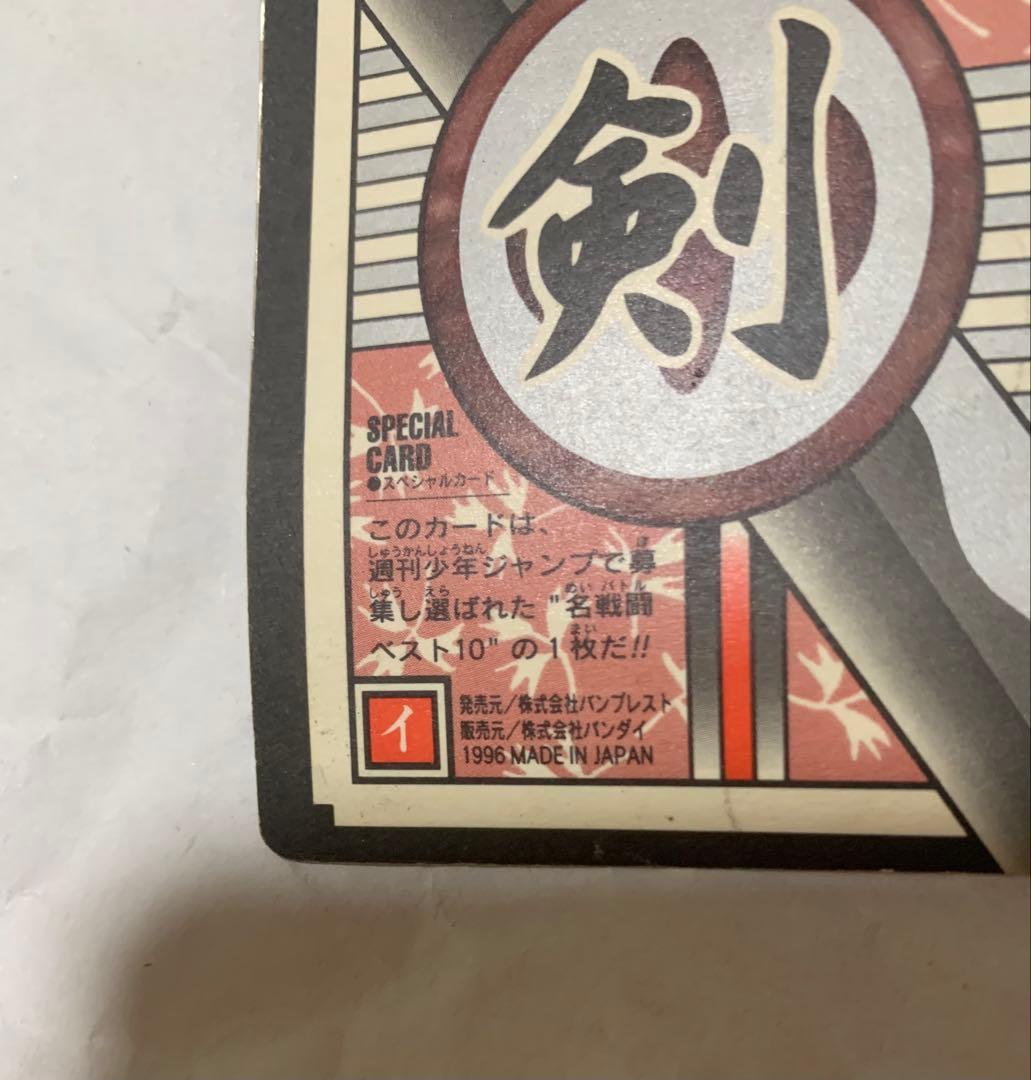 剣
SPECIAL
CARD
●スペシャルカード
このカードは、
しゅうかんしょうねん ぼ
週刊少年ジャンプで募
しゅう えら めい バトル
集し選ばれた "名戦闘
まい
ベスト10" の1枚だ!!
イ
発売元/株式会社バンプレスト
販売元/株式会社バンダイ
1996 MADE IN JAPAN